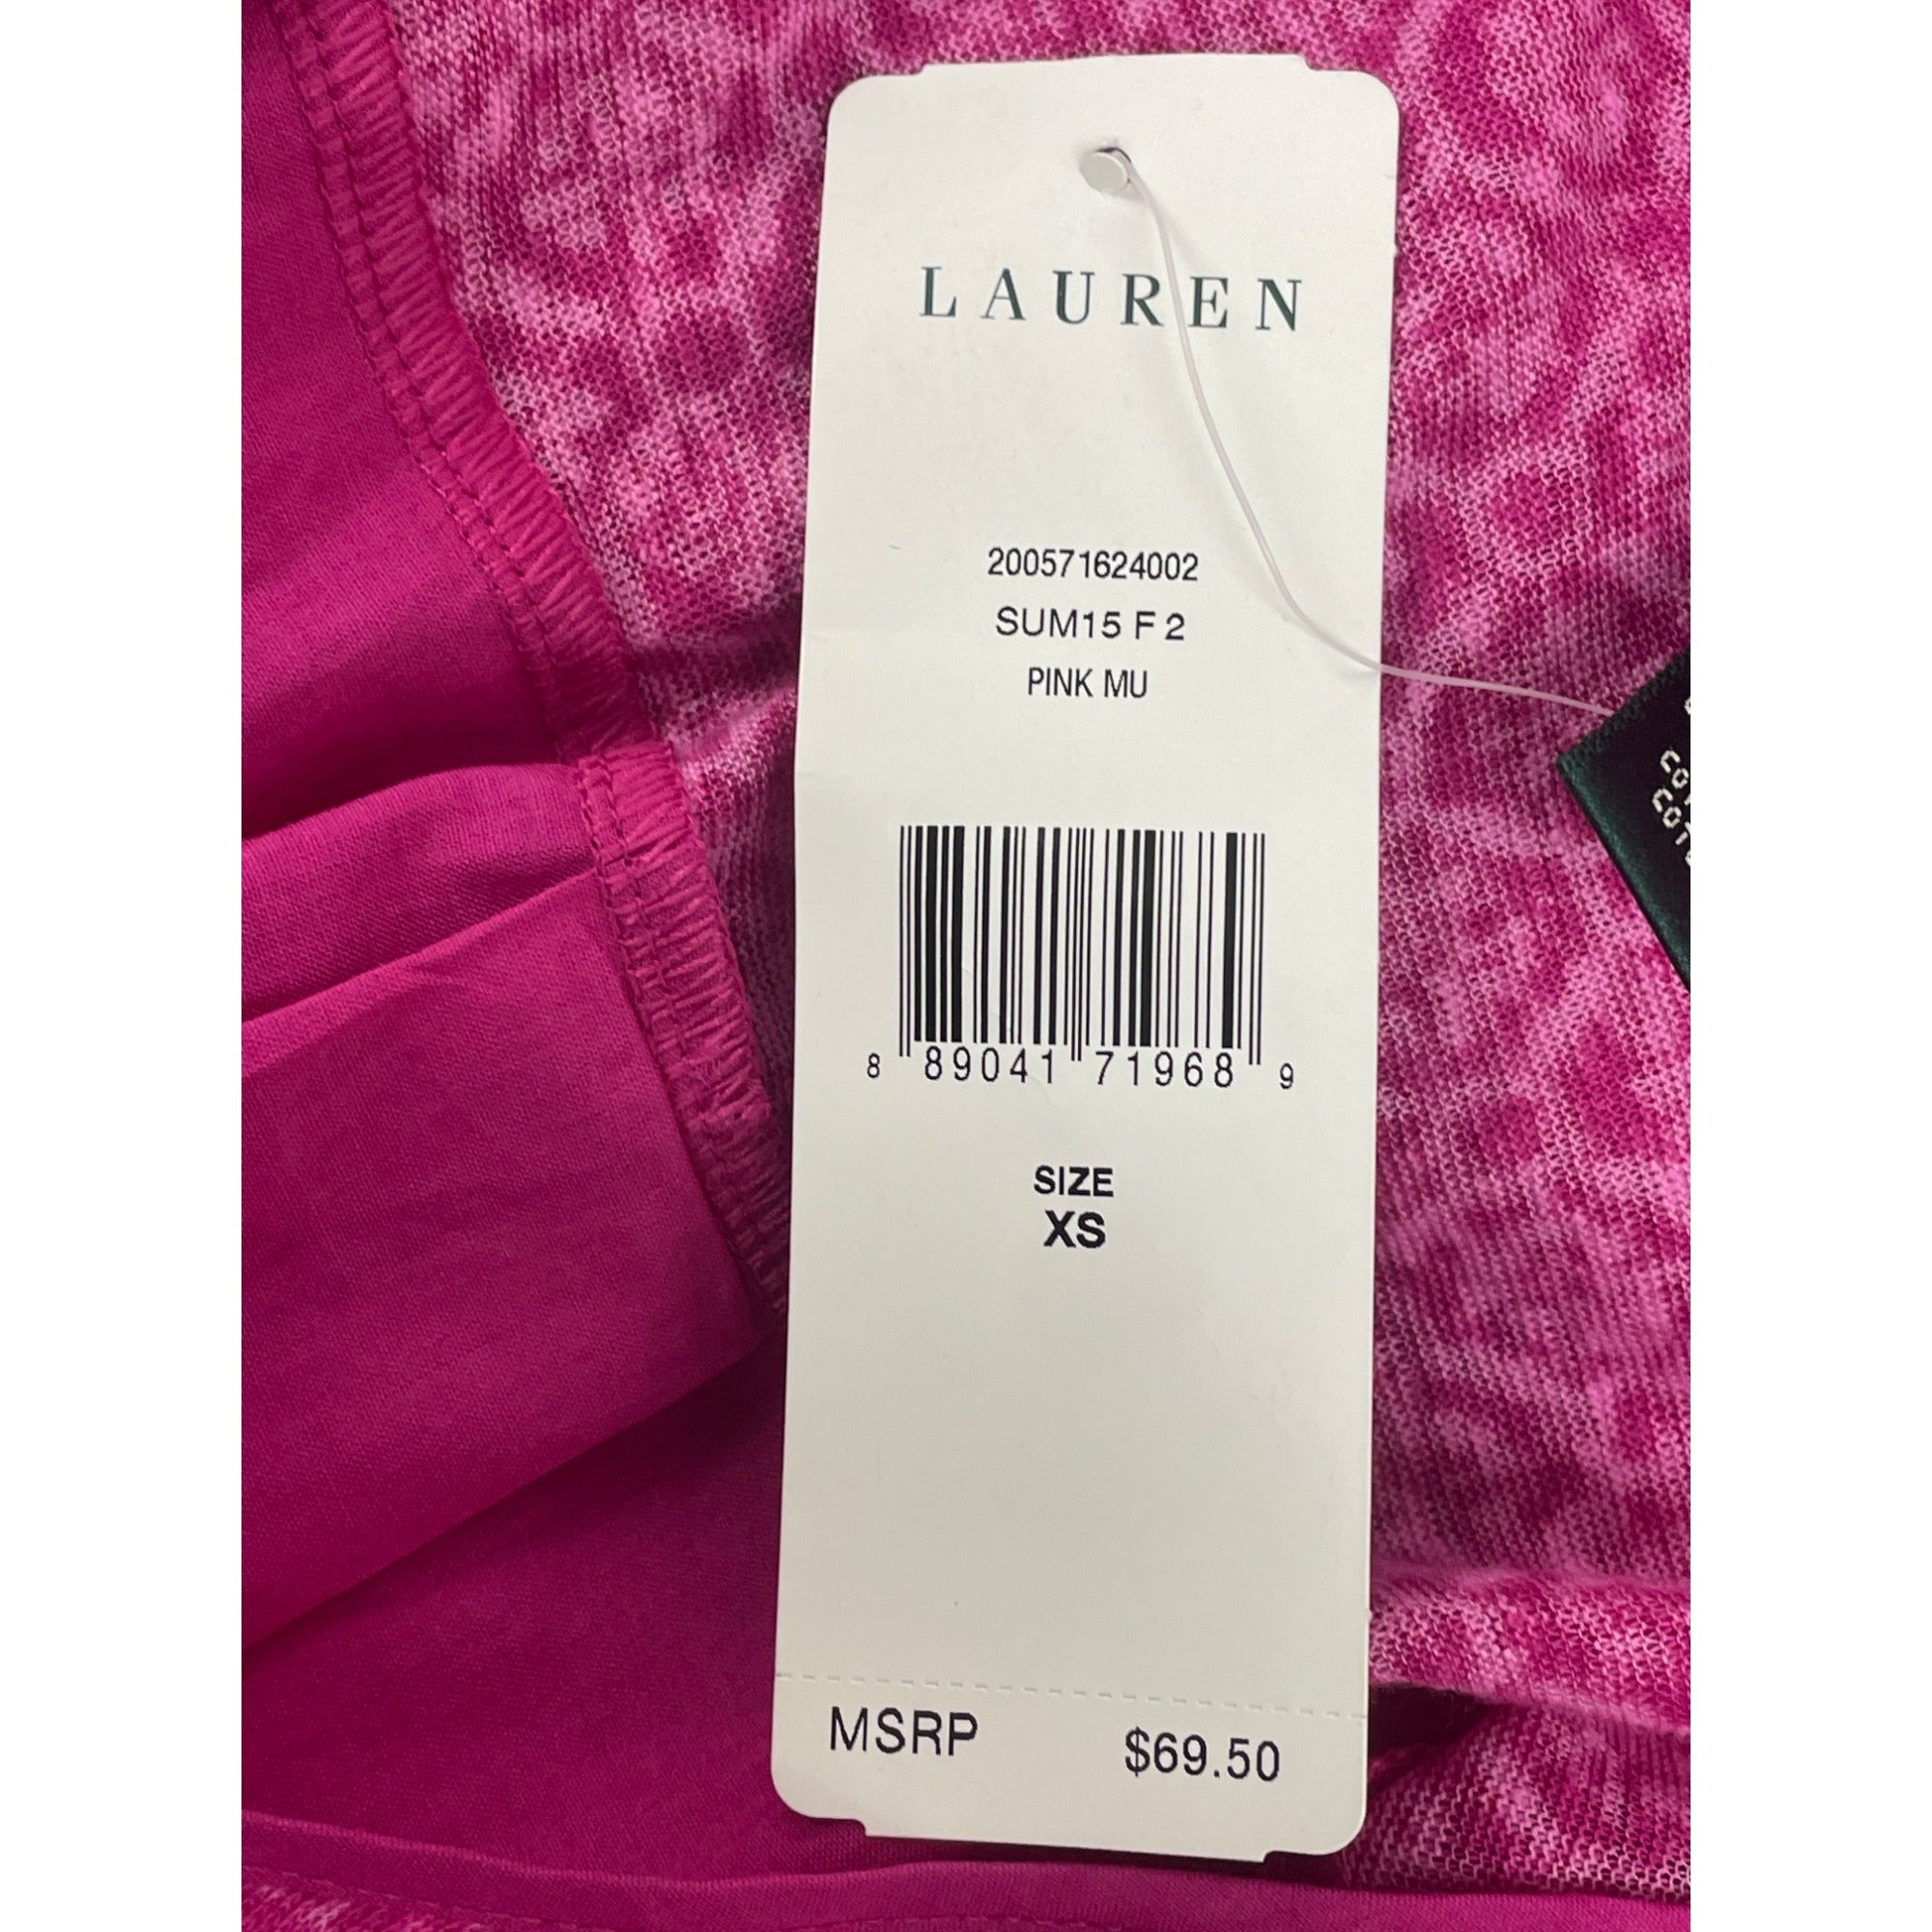 LAUREN
200571624002
SUM15 F 2
PINK MU
8 89041 71968 9
SIZE
XS
MSRP $69.50